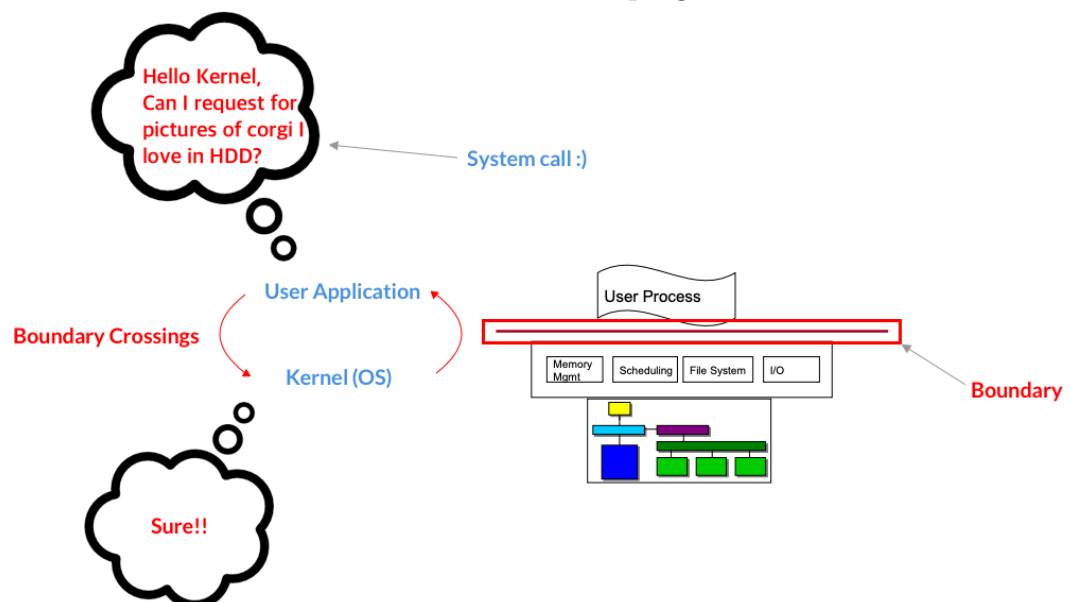 Hello Kernel,
Can I request for
pictures of corgi I
love in HDD?
System call :)
User Application
Boundary Crossings
Kernel (OS)
Sure!!
User Process
Memory
Mgmt
Scheduling
File System
I/O
Boundary